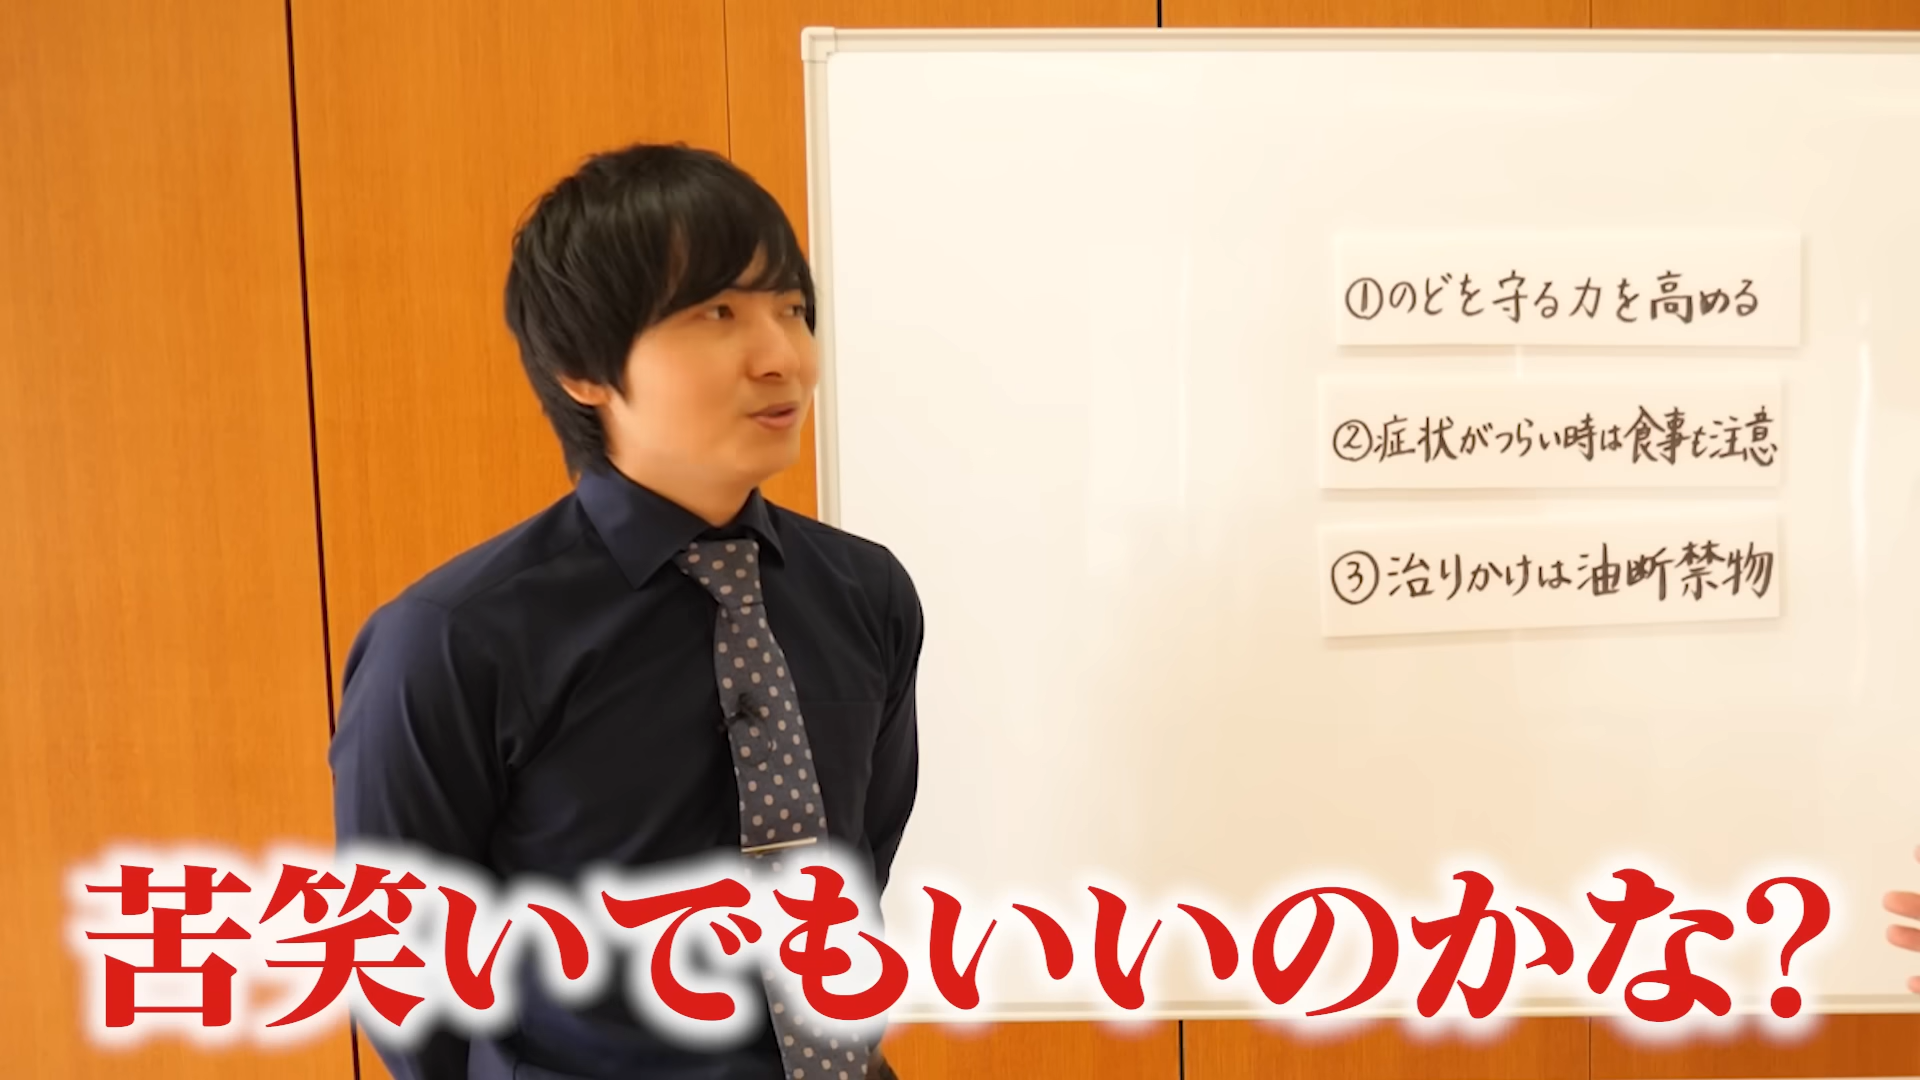 ①のどを守る力を高める
②症状がつらい時は食事も注意
③治りかけは油断禁物
苦笑いでもいいのかな?